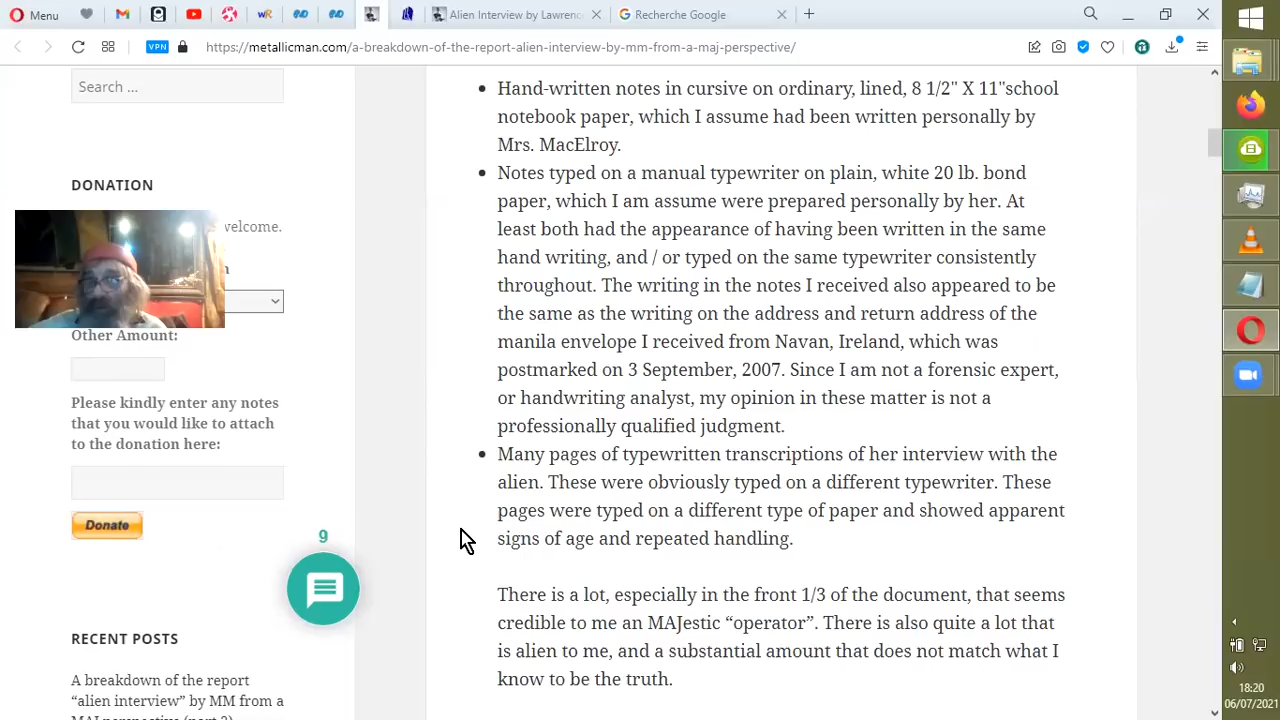 Menu
Alien Interview by Lawrenc
Recherche Google
VPN
https://metallicman.com/a-breakdown-of-the-report-alien-interview-by-mm-from-a-maj-perspective/
Search …
DONATION
welcome.
n
Other Amount:
Please kindly enter any notes
that you would like to attach
to the donation here:
Donate
9
RECENT POSTS
A breakdown of the report
“alien interview” by MM from a
MAJ perspective (part 2)
Hand-written notes in cursive on ordinary, lined, 8 1/2" X 11"school
notebook paper, which I assume had been written personally by
Mrs. MacElroy.
Notes typed on a manual typewriter on plain, white 20 lb. bond
paper, which I am assume were prepared personally by her. At
least both had the appearance of having been written in the same
hand writing, and / or typed on the same typewriter consistently
throughout. The writing in the notes I received also appeared to be
the same as the writing on the address and return address of the
manila envelope I received from Navan, Ireland, which was
postmarked on 3 September, 2007. Since I am not a forensic expert,
or handwriting analyst, my opinion in these matter is not a
professionally qualified judgment.
Many pages of typewritten transcriptions of her interview with the
alien. These were obviously typed on a different typewriter. These
pages were typed on a different type of paper and showed apparent
signs of age and repeated handling.
There is a lot, especially in the front 1/3 of the document, that seems
credible to me an MAJestic “operator”. There is also quite a lot that
is alien to me, and a substantial amount that does not match what I
know to be the truth.
18:20
06/07/2021